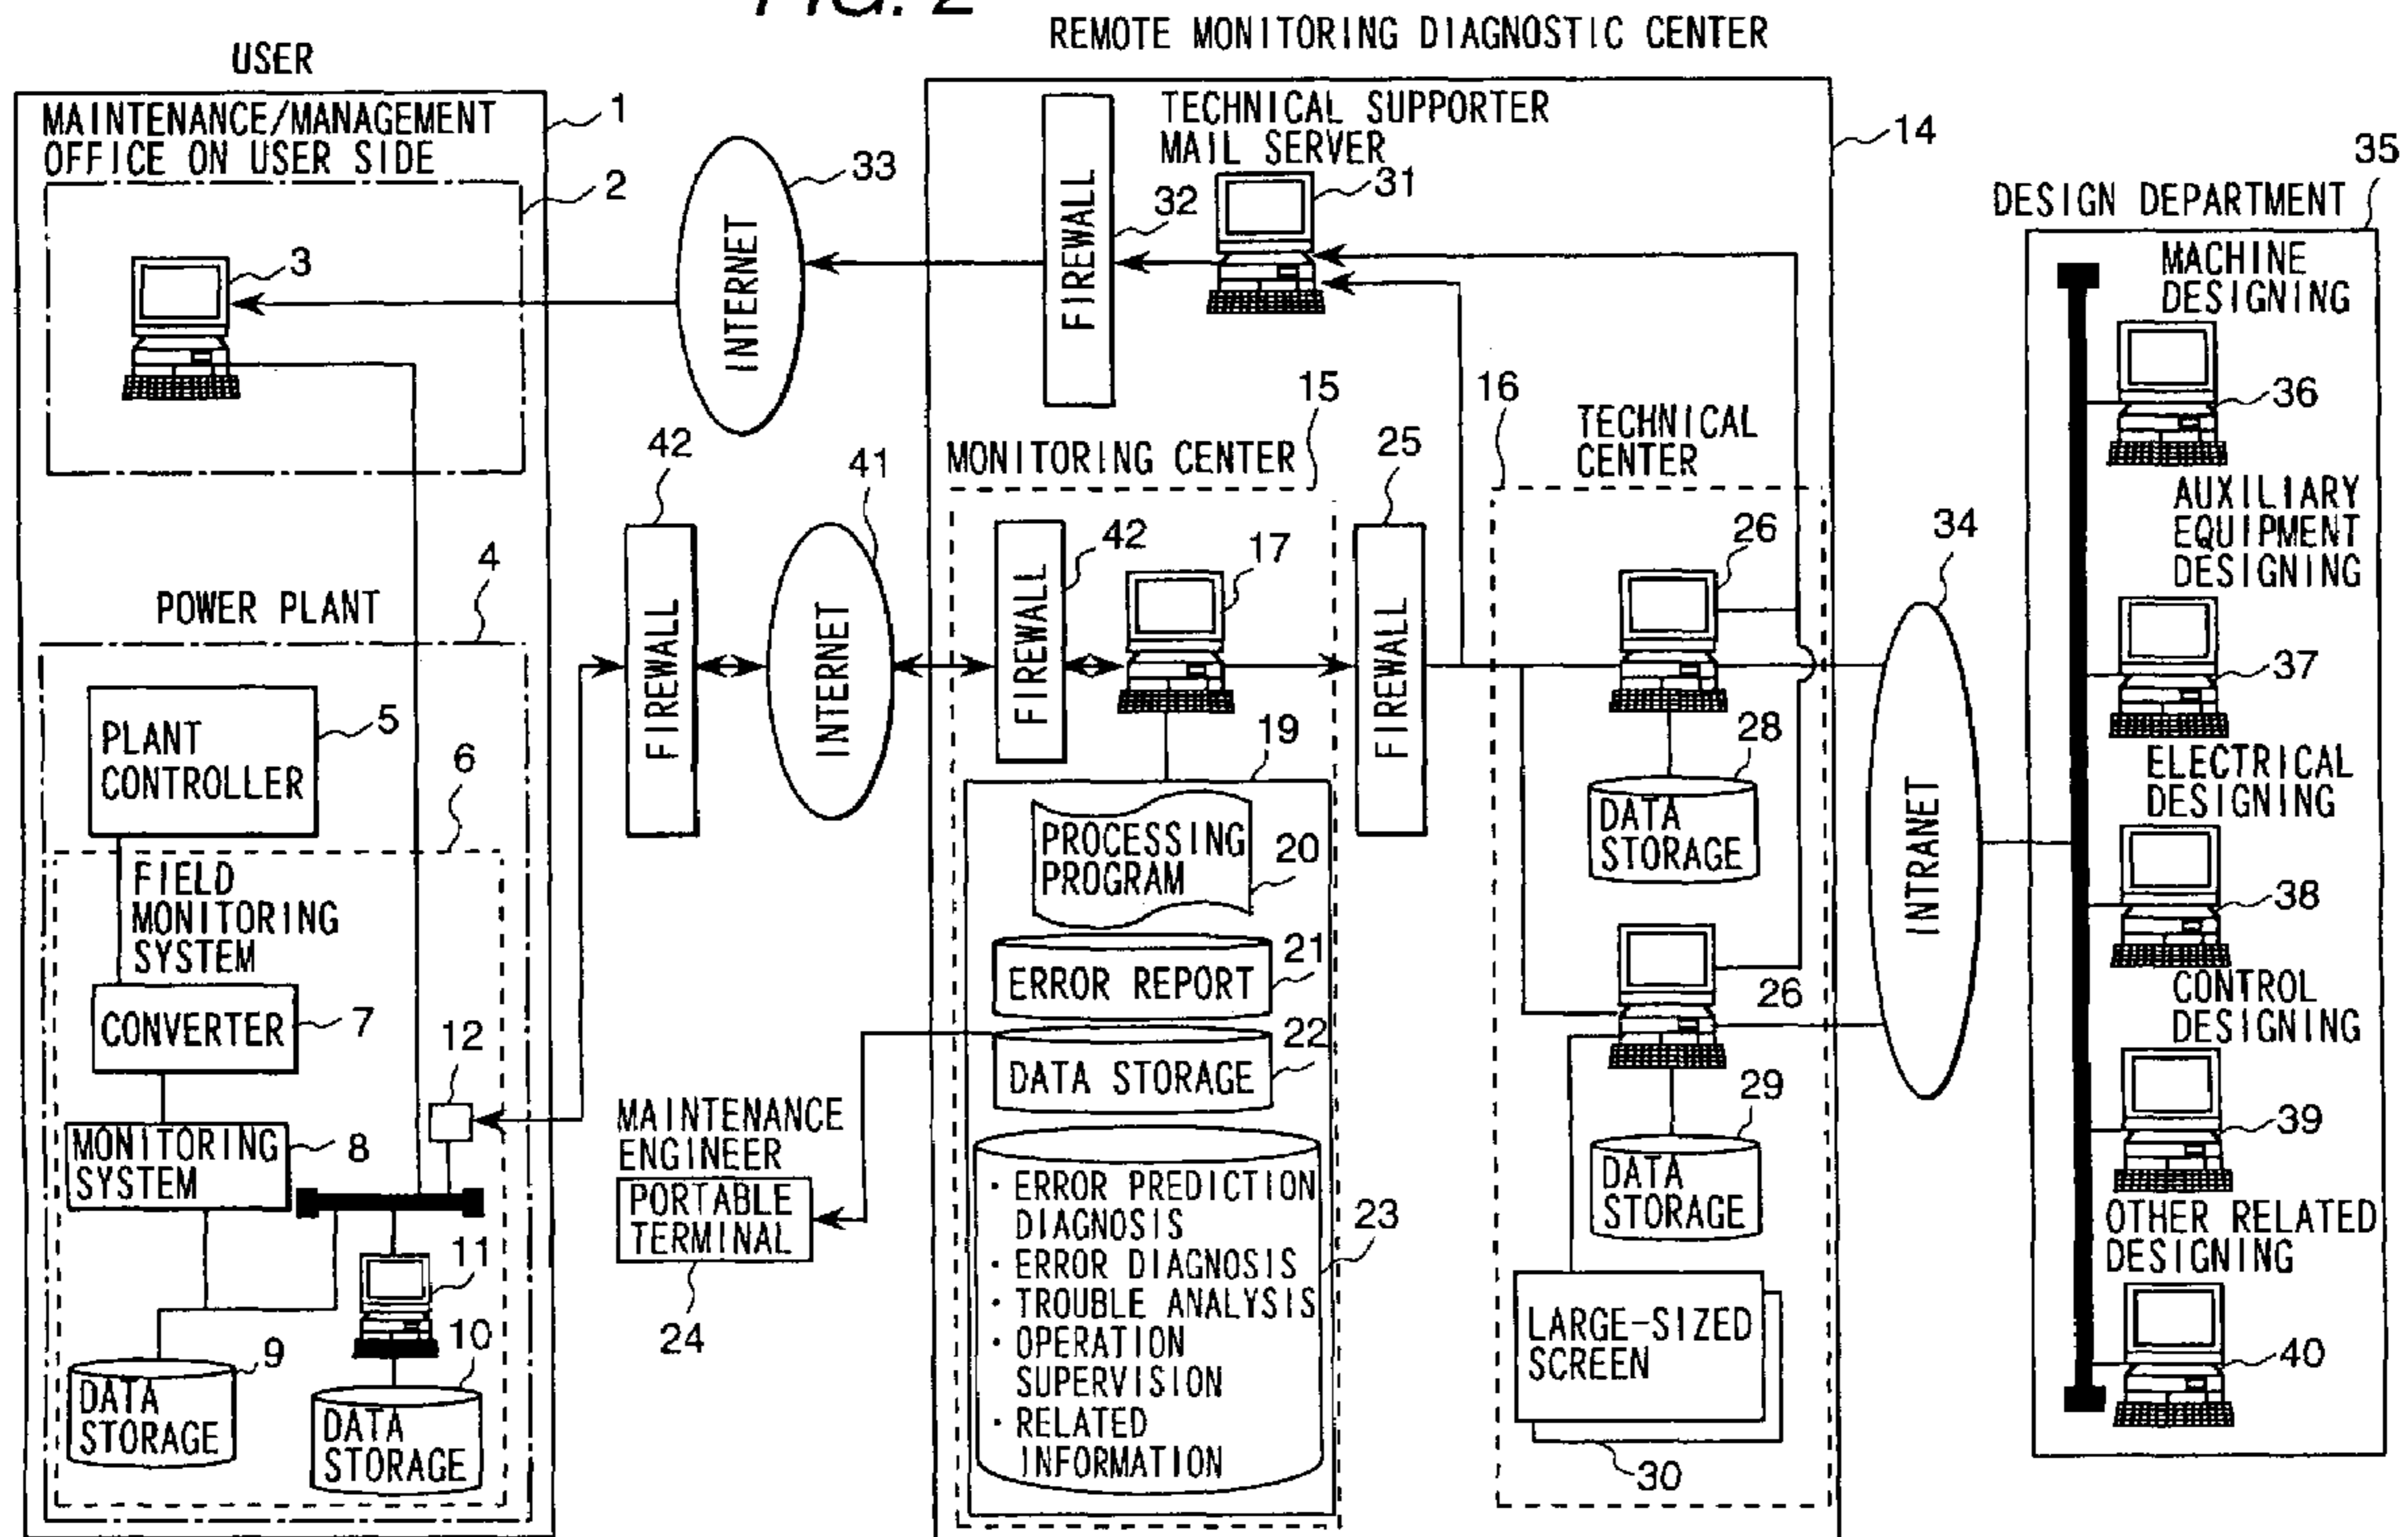 FIG. 2
REMOTE MONITORING DIAGNOSTIC CENTER
USER
MAINTENANCE/MANAGEMENT
OFFICE ON USER SIDE
1
2
3
POWER PLANT
4
PLANT
CONTROLLER
5
6
FIELD
MONITORING
SYSTEM
CONVERTER
7
12
MONITORING
SYSTEM
8
11
9
10
DATA
STORAGE
DATA
STORAGE
33
INTERNET
42
FIREWALL
41
INTERNET
MAINTENANCE
ENGINEER
PORTABLE
TERMINAL
24
14
TECHNICAL SUPPORTER
MAIL SERVER
31
32
FIREWALL
MONITORING CENTER
15
42
FIREWALL
17
25
FIREWALL
19
PROCESSING
PROGRAM
20
21
ERROR REPORT
22
DATA STORAGE
23
· ERROR PREDICTION
DIAGNOSIS
· ERROR DIAGNOSIS
· TROUBLE ANALYSIS
· OPERATION
SUPERVISION
· RELATED
INFORMATION
16
TECHNICAL
CENTER
26
28
DATA
STORAGE
26
29
DATA
STORAGE
LARGE-SIZED
SCREEN
30
34
INTRANET
35
DESIGN DEPARTMENT
MACHINE
DESIGNING
36
AUXILIARY
EQUIPMENT
DESIGNING
37
ELECTRICAL
DESIGNING
38
CONTROL
DESIGNING
39
OTHER RELATED
DESIGNING
40